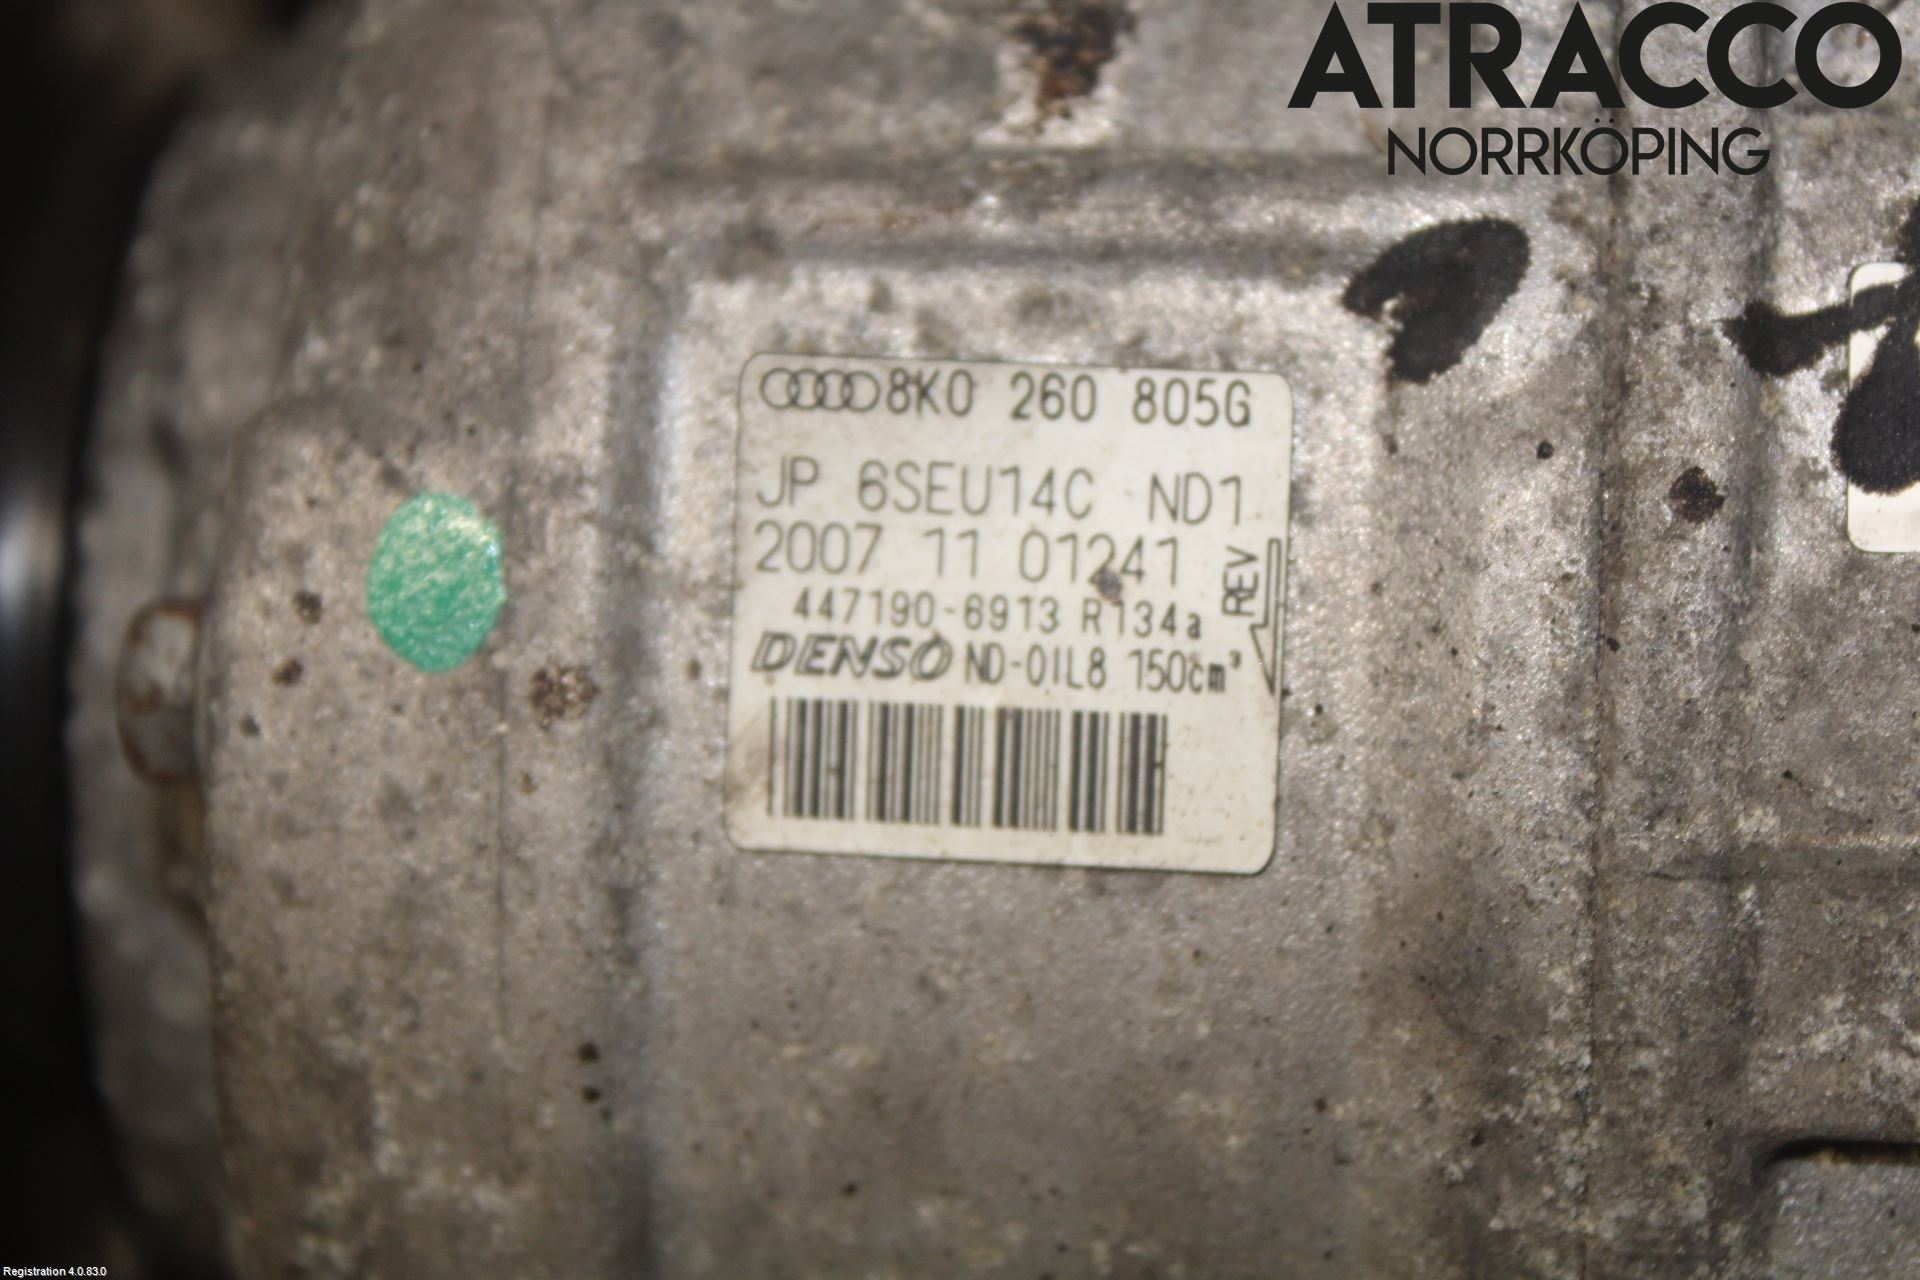 ATRACCO
NORRKÖPING
8K0 260 805G
JP 6SEU14C ND1
2007 11 01241
447190-6913 R134a
REV
DENSO ND-OIL8 150cm³
Registration 4.0.83.0